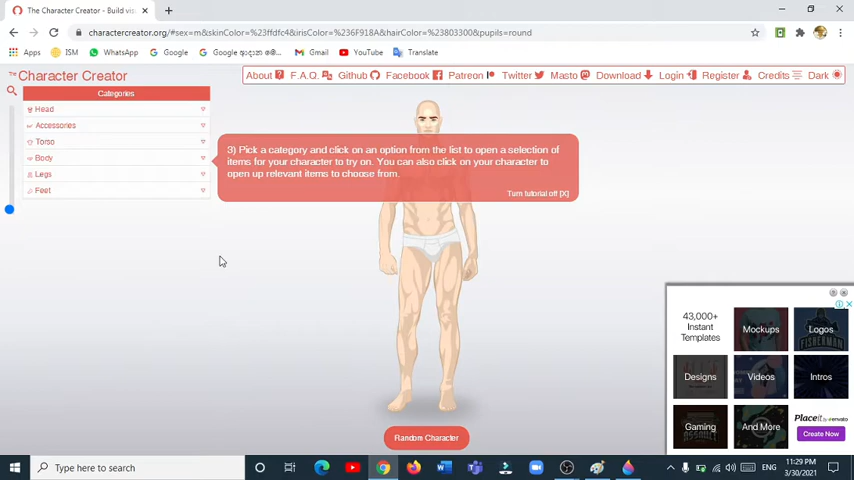 The Character Creator - Build vis
charactercreator.org/#sex=m&skinColor=%23ffdfc4&irisColor=%236F918A&hairColor=%23803300&pupils=round
Apps ISM WhatsApp Google Gmail YouTube Translate
The Character Creator
About F.A.Q. Github Facebook Patreon Twitter Masto Download Login Register Credits Dark
Categories
Head
Accessories
Torso
Body
Legs
Feet
3) Pick a category and click on an option from the list to open a selection of
items for your character to try on. You can also click on your character to
open up relevant items to choose from.
Turn tutorial off [X]
Random Character
43,000+
Instant
Templates
Mockups
Logos
FISHERMAN
Designs
Videos
Intros
Gaming
And More
Placeit by envato
Create Now
Type here to search
ENG
11:29 PM
3/30/2021